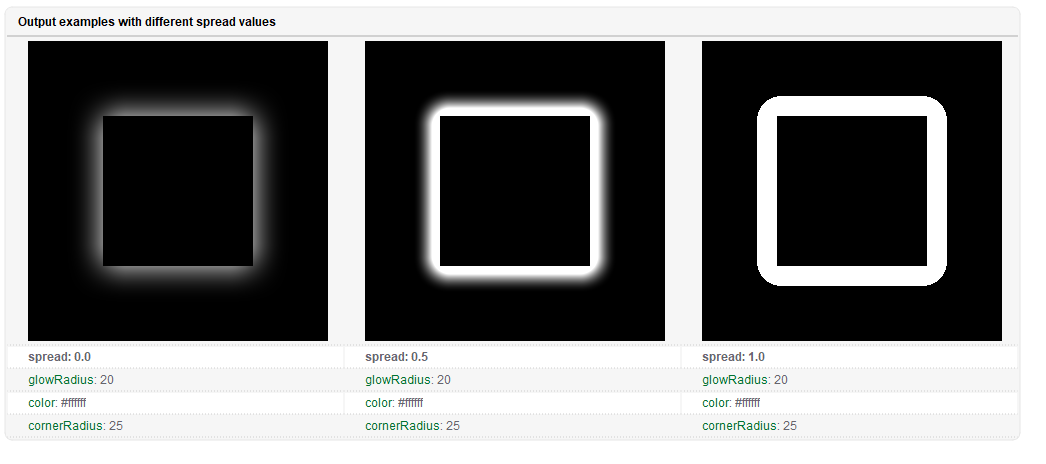 Output examples with different spread values
spread: 0.0 spread: 0.5 spread: 1.0
glowRadius: 20 glowRadius: 20 glowRadius: 20
color: #ffffff color: #ffffff color: #ffffff
cornerRadius: 25 cornerRadius: 25 cornerRadius: 25